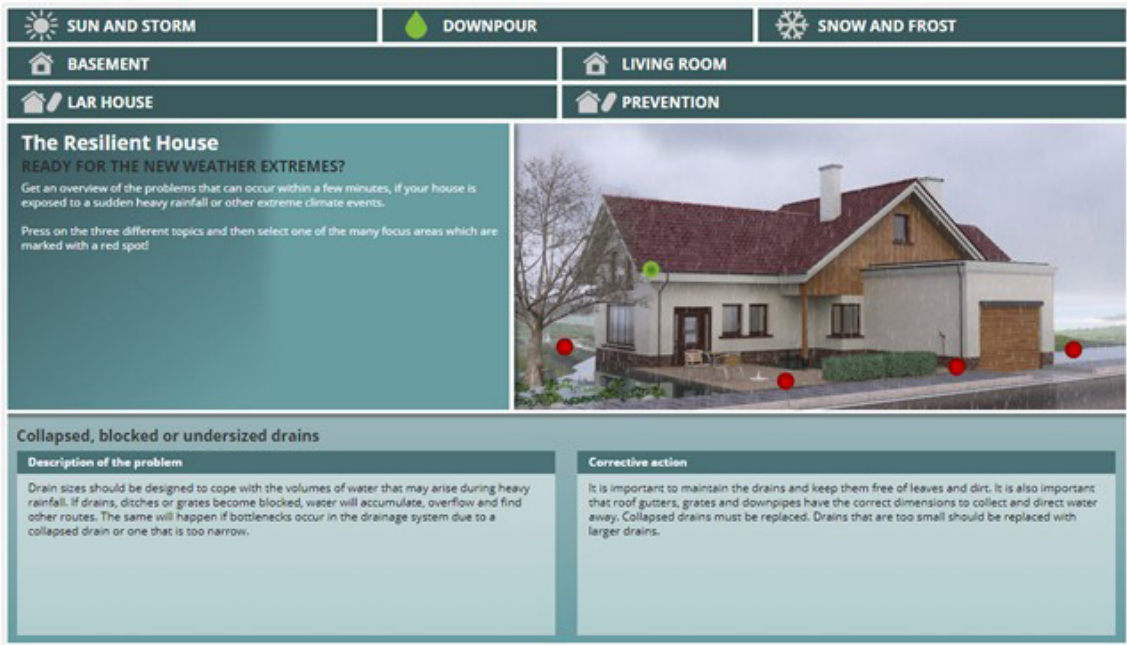 SUN AND STORM
DOWNPOUR
SNOW AND FROST
BASEMENT
LIVING ROOM
LAR HOUSE
PREVENTION
The Resilient House
READY FOR THE NEW WEATHER EXTREMES?
Get an overview of the problems that can occur within a few minutes, if your house is
exposed to a sudden heavy rainfall or other extreme climate events.
Press on the three different topics and then select one of the many focus areas which are
marked with a red spot!
Collapsed, blocked or undersized drains
Description of the problem
Drain sizes should be designed to cope with the volumes of water that may arise during heavy
rainfall. If drains, ditches or grates become blocked, water will accumulate, overflow and find
other routes. The same will happen if bottlenecks occur in the drainage system due to a
collapsed drain or one that is too narrow.
Corrective action
It is important to maintain the drains and keep them free of leaves and dirt. It is also important
that roof gutters, grates and downpipes have the correct dimensions to collect and direct water
away. Collapsed drains must be replaced. Drains that are too small should be replaced with
larger drains.